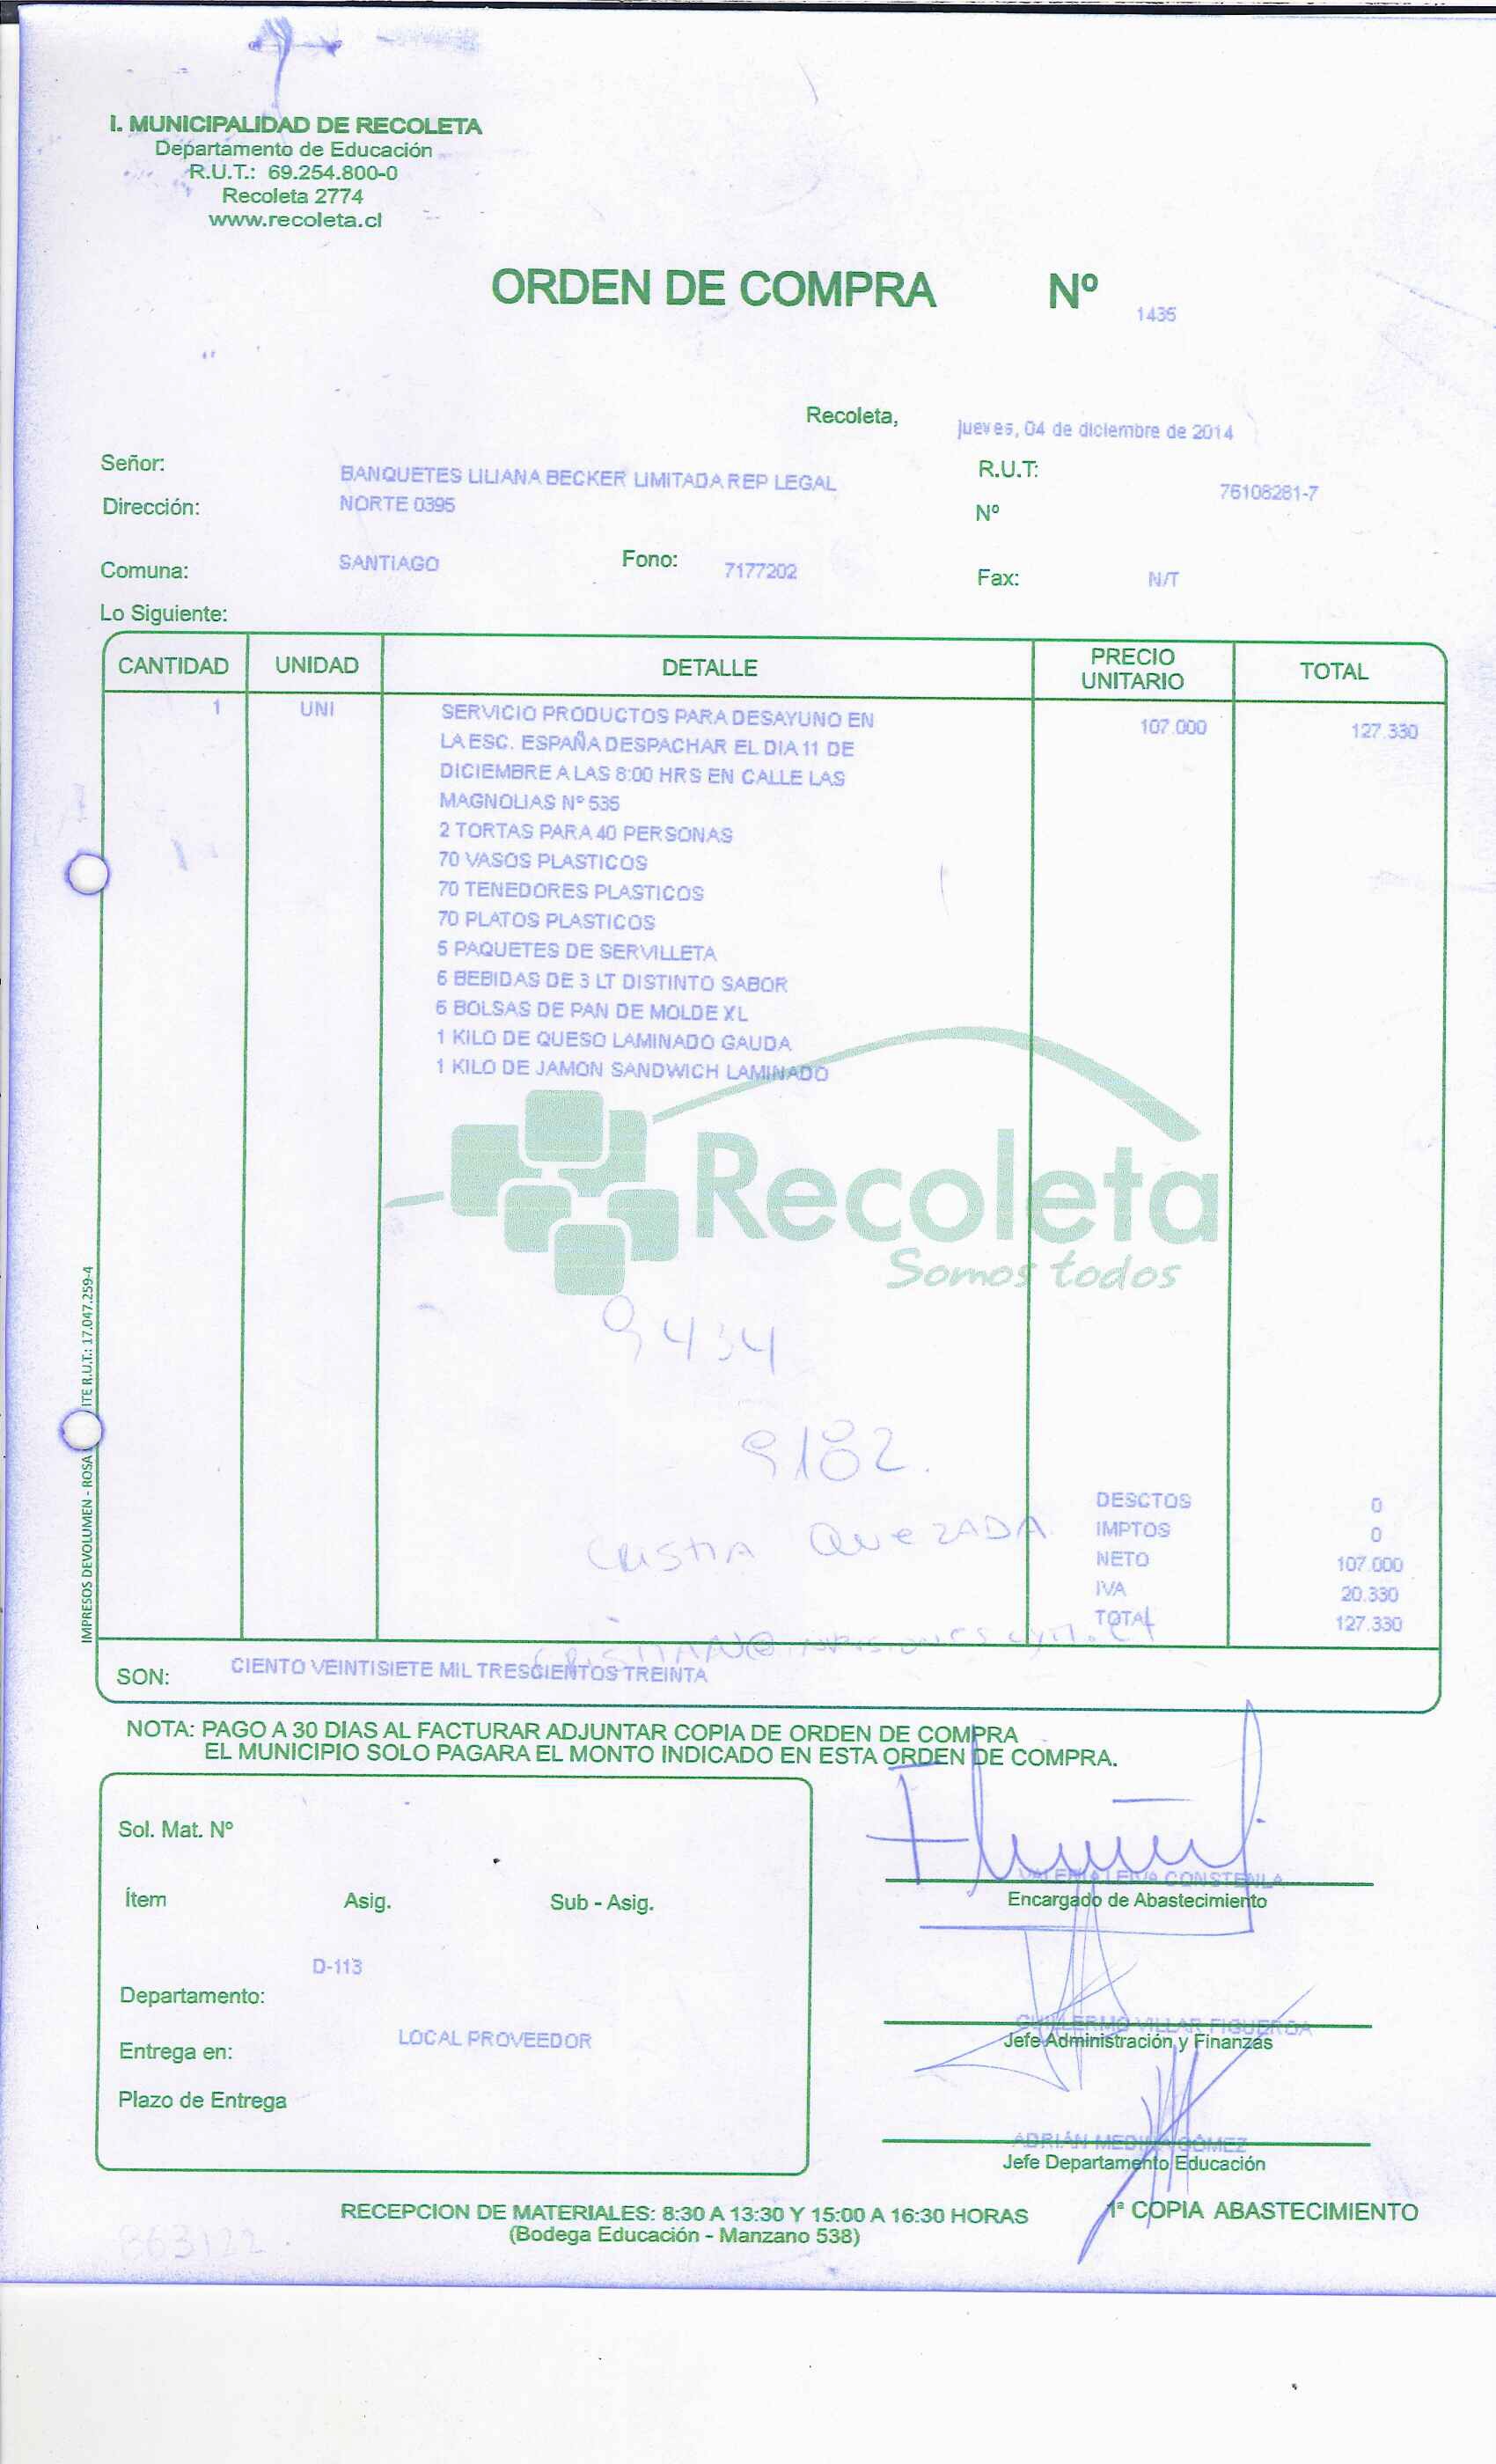 I. MUNICIPALIDAD DE RECOLETA
Departamento de Educación
R.U.T.: 69.254.800-0
Recoleta 2774
www.recoleta.cl
ORDEN DE COMPRA Nº 1435
Recoleta, jueves, 04 de diciembre de 2014
Señor: BANQUETES LILIANA BECKER LIMITADA REP LEGAL R.U.T: 76108281-7
Dirección: NORTE 0395 Nº
Comuna: SANTIAGO Fono: 7177202 Fax: N/T
Lo Siguiente:
CANTIDAD UNIDAD DETALLE PRECIO UNITARIO TOTAL
1 UNI SERVICIO PRODUCTOS PARA DESAYUNO EN 107.000 127.330
LA ESC. ESPAÑA DESPACHAR EL DIA 11 DE
DICIEMBRE A LAS 8:00 HRS EN CALLE LAS
MAGNOLIAS Nº 535
2 TORTAS PARA 40 PERSONAS
70 VASOS PLASTICOS
70 TENEDORES PLASTICOS
70 PLATOS PLASTICOS
5 PAQUETES DE SERVILLETA
6 BEBIDAS DE 3 LT DISTINTO SABOR
6 BOLSAS DE PAN DE MOLDE XL
1 KILO DE QUESO LAMINADO GAUDA
1 KILO DE JAMON SANDWICH LAMINADO
Recoleta
Somos todos
9434
9182.
QUEZADA
DESCTOS 0
IMPTOS 0
NETO 107.000
IVA 20.330
TOTAL 127.330
SON: CIENTO VEINTISIETE MIL TRESCIENTOS TREINTA
NOTA: PAGO A 30 DIAS AL FACTURAR ADJUNTAR COPIA DE ORDEN DE COMPRA
EL MUNICIPIO SOLO PAGARA EL MONTO INDICADO EN ESTA ORDEN DE COMPRA.
Sol. Mat. Nº
Ítem Asig. Sub - Asig.
D-113
Departamento:
Entrega en: LOCAL PROVEEDOR
Plazo de Entrega
VALERIA LEIVA CONSTENLA
Encargado de Abastecimiento
GUILLERMO VILLAR FIGUEROA
Jefe Administración y Finanzas
ADRIÁN MEDINA GÓMEZ
Jefe Departamento Educación
RECEPCION DE MATERIALES: 8:30 A 13:30 Y 15:00 A 16:30 HORAS
(Bodega Educación - Manzano 538)
1ª COPIA ABASTECIMIENTO
863122.
IMPRESOS DEVOLUMEN - ROSA ITE R.U.T.: 17.047.259-4